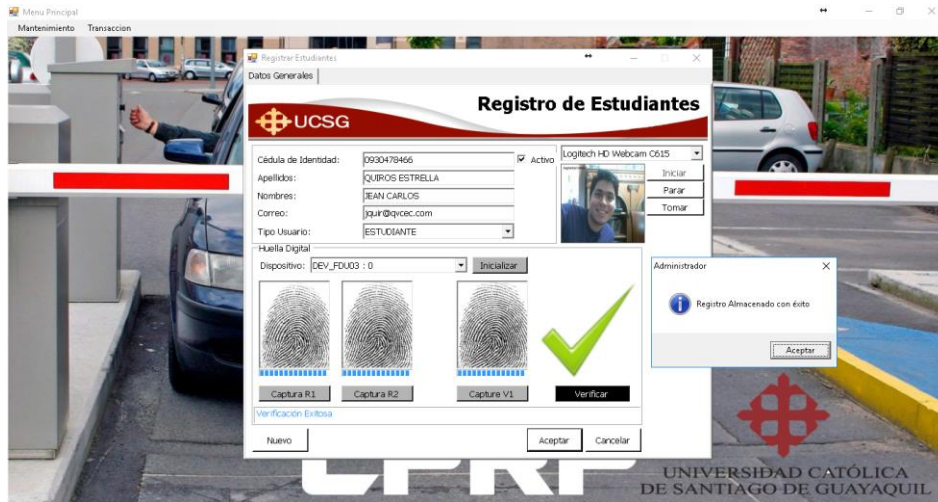 Menu Principal
Mantenimiento Transaccion
Registrar Estudiantes
Datos Generales
UCSG
Registro de Estudiantes
Cédula de Identidad: 0930478466 Activo
Apellidos: QUIROS ESTRELLA
Nombres: JEAN CARLOS
Correo: jquir@qvcec.com
Tipo Usuario: ESTUDIANTE
Logitech HD Webcam C615
Iniciar
Parar
Tomar
Huella Digital
Dispositivo: DEV_FDU03 : 0 Inicializar
Captura R1 Captura R2 Capture V1 Verificar
Verificación Exitosa
Nuevo Aceptar Cancelar
Administrador
Registro Almacenado con éxito
Aceptar
UNIVERSIDAD CATÓLICA
DE SANTIAGO DE GUAYAQUIL